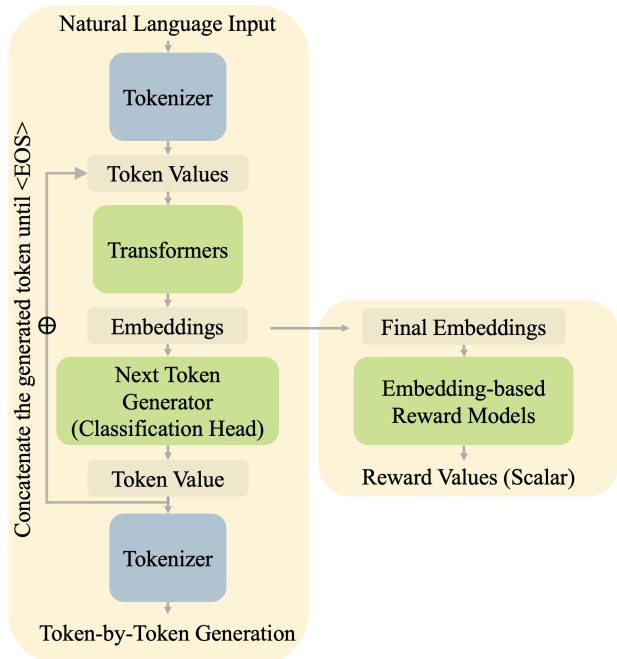 Natural Language Input
Tokenizer
Token Values
Transformers
Embeddings
Next Token
Generator
(Classification Head)
Token Value
Tokenizer
Token-by-Token Generation
Concatenate the generated token until <EOS>
⊕
Final Embeddings
Embedding-based
Reward Models
Reward Values (Scalar)